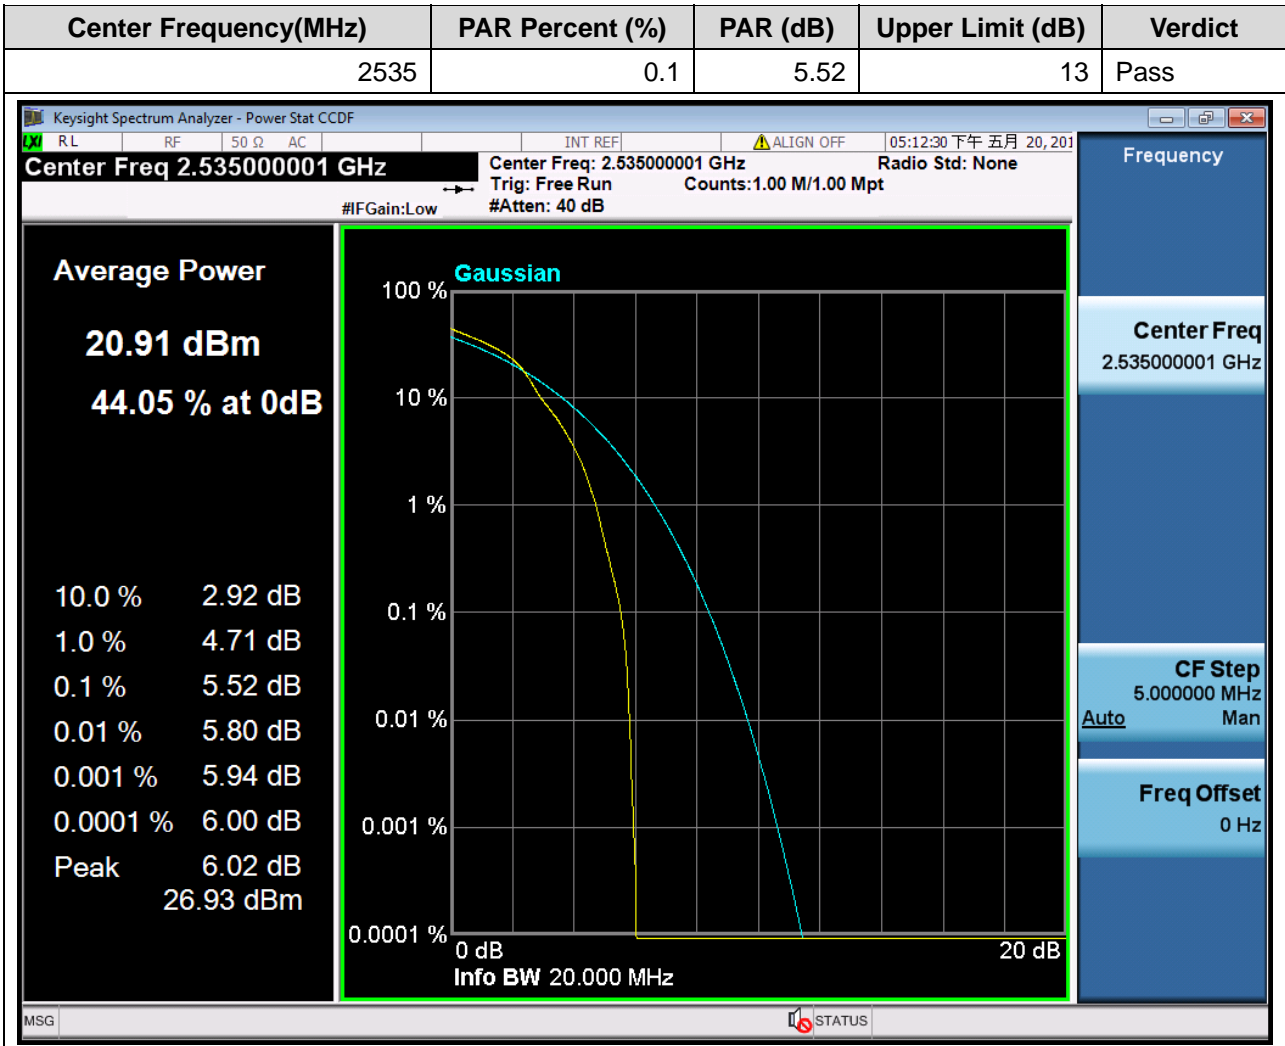 Center Frequency(MHz) PAR Percent (%) PAR (dB) Upper Limit (dB) Verdict
2535 0.1 5.52 13 Pass
Keysight Spectrum Analyzer - Power Stat CCDF
LXI RL RF 50 Ω AC INT REF ALIGN OFF 05:12:30 下午 五月 20, 201
Center Freq 2.535000001 GHz
#IFGain:Low
Center Freq: 2.535000001 GHz Radio Std: None
Trig: Free Run Counts:1.00 M/1.00 Mpt
#Atten: 40 dB
Average Power
20.91 dBm
44.05 % at 0dB
10.0 % 2.92 dB
1.0 % 4.71 dB
0.1 % 5.52 dB
0.01 % 5.80 dB
0.001 % 5.94 dB
0.0001 % 6.00 dB
Peak 6.02 dB
26.93 dBm
Gaussian
100 %
10 %
1 %
0.1 %
0.01 %
0.001 %
0.0001 %
0 dB 20 dB
Info BW 20.000 MHz
Frequency
Center Freq
2.535000001 GHz
CF Step
5.000000 MHz
Auto Man
Freq Offset
0 Hz
MSG STATUS